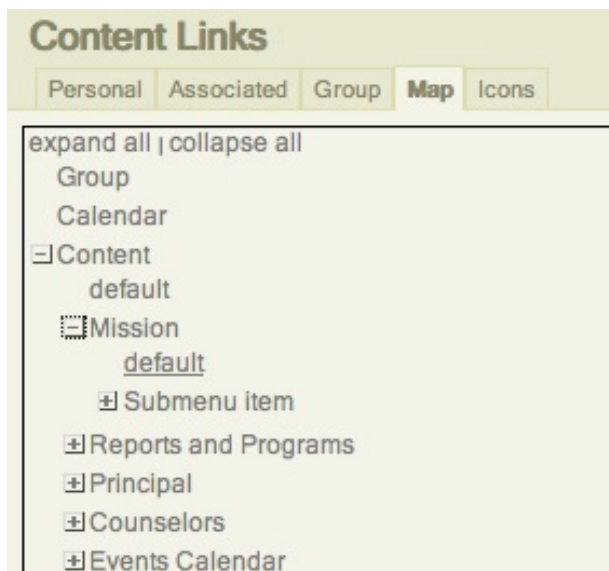 Content Links
Personal Associated Group Map Icons
expand all | collapse all
Group
Calendar
Content
default
Mission
default
Submenu item
Reports and Programs
Principal
Counselors
Events Calendar